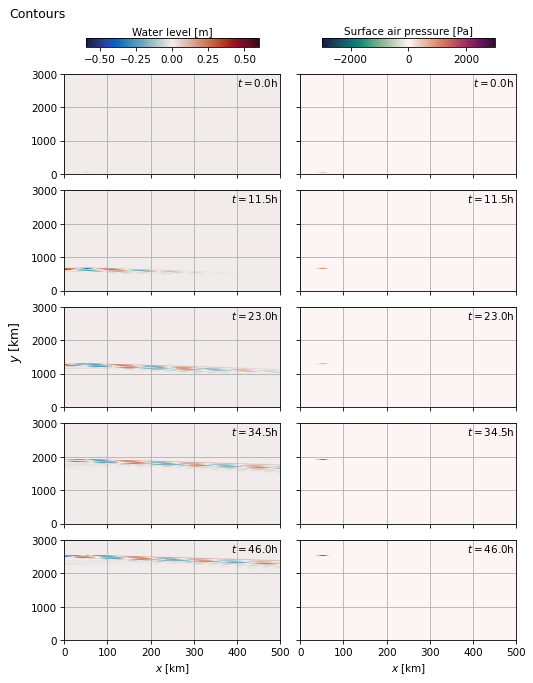 Contours
Water level [m]
Surface air pressure [Pa]
−0.50 −0.25 0.00 0.25 0.50
−2000 0 2000
3000 2000 1000 0
t = 0.0h
t = 0.0h
3000 2000 1000 0
t = 11.5h
t = 11.5h
3000 2000 1000 0
t = 23.0h
t = 23.0h
y [km]
3000 2000 1000 0
t = 34.5h
t = 34.5h
3000 2000 1000 0
t = 46.0h
t = 46.0h
0 100 200 300 400 500
0 100 200 300 400 500
x [km]
x [km]